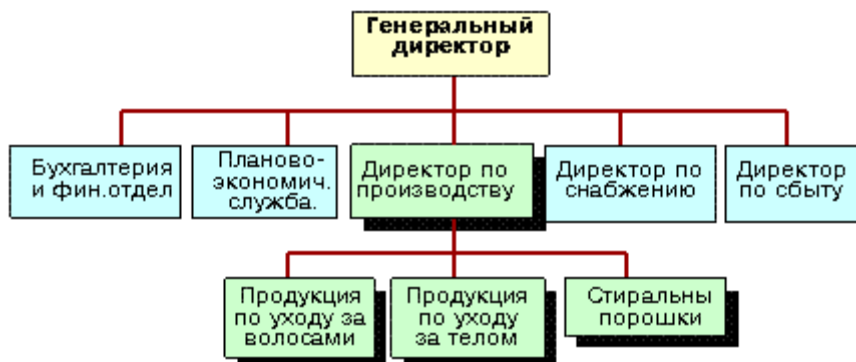 Генеральный
директор
Бухгалтерия
и фин.отдел
Планово-
экономич.
служба.
Директор по
производству
Директор по
снабжению
Директор
по сбыту
Продукция
по уходу за
волосами
Продукция
по уходу
за телом
Стиральны
порошки